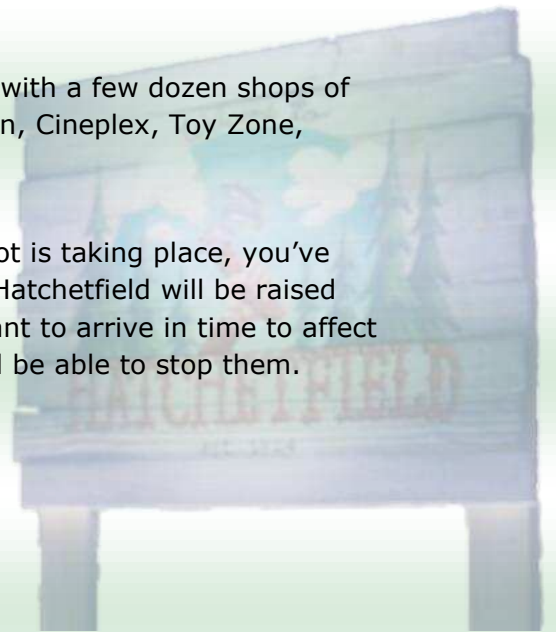 with a few dozen shops of
n, Cineplex, Toy Zone,
ot is taking place, you’ve
Hatchetfield will be raised
ant to arrive in time to affect
l be able to stop them.
HATCHETFIELD